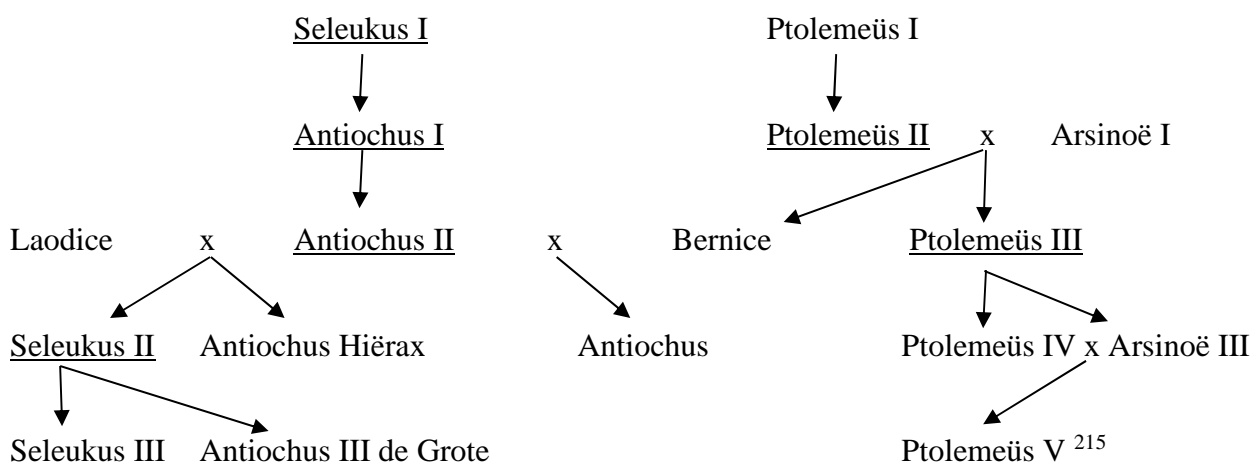 Seleukus I Ptolemeüs I
Antiochus I Ptolemeüs II x Arsinoë I
Laodice x Antiochus II x Bernice Ptolemeüs III
Seleukus II Antiochus Hiërax Antiochus Ptolemeüs IV x Arsinoë III
Seleukus III Antiochus III de Grote Ptolemeüs V 215